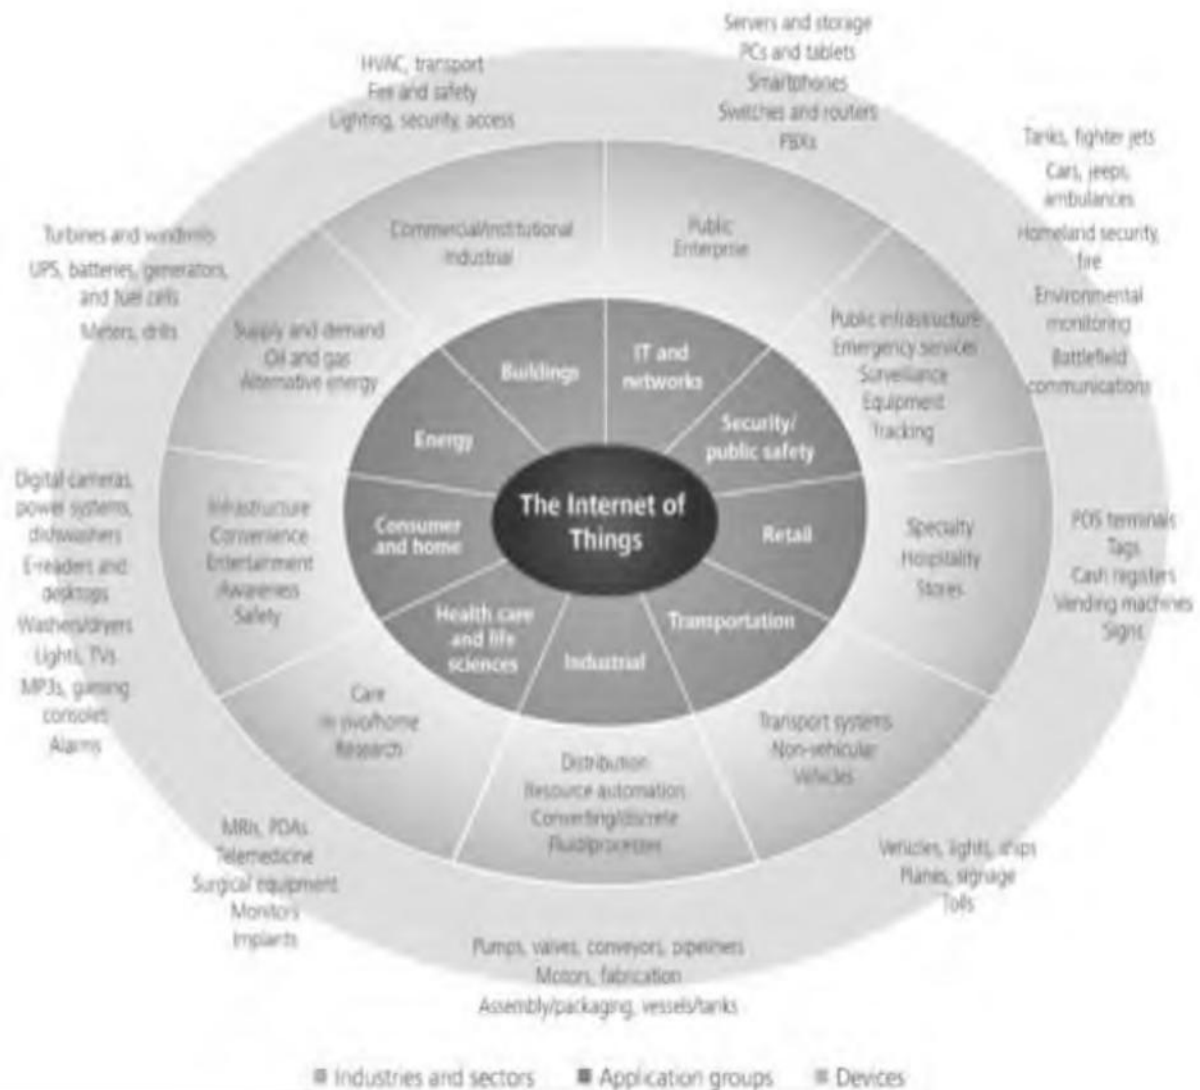 Servers and storage
PCs and tablets
Smartphones
Switches and routers
PBXs
HVAC, transport
Fire and safety
Lighting, security, access
Tanks, fighter jets
Cars, jeeps,
ambulances
Homeland security,
fire
Environmental
monitoring
Battlefield
communications
Turbines and windmills
UPS, batteries, generators,
and fuel cells
Meters, drills
Commercial/institutional
Industrial
Public
Enterprise
Supply and demand
Oil and gas
Alternative energy
Public infrastructure
Emergency services
Surveillance
Equipment
Tracking
Buildings
IT and
networks
Energy
Security/
public safety
The Internet of
Things
Consumer
and home
Retail
Health care
and life
sciences
Industrial
Transportation
Digital cameras,
power systems,
dishwashers
E-readers and
desktops
Washers/dryers
Lights, TVs
MP3s, gaming
consoles
Alarms
Infrastructure
Convenience
Entertainment
Awareness
Safety
Specialty
Hospitality
Stores
POS terminals
Tags
Cash registers
Vending machines
Signs
Care
In vivo/home
Research
Distribution
Resource automation
Converting/discrete
Fluid/processes
Transport systems
Non-vehicular
Vehicles
MRIs, PDAs
Telemedicine
Surgical equipment
Monitors
Implants
Vehicles, lights, ships
Planes, signage
Tolls
Pumps, valves, conveyors, pipeliners
Motors, fabrication
Assembly/packaging, vessels/tanks
Industries and sectors
Application groups
Devices